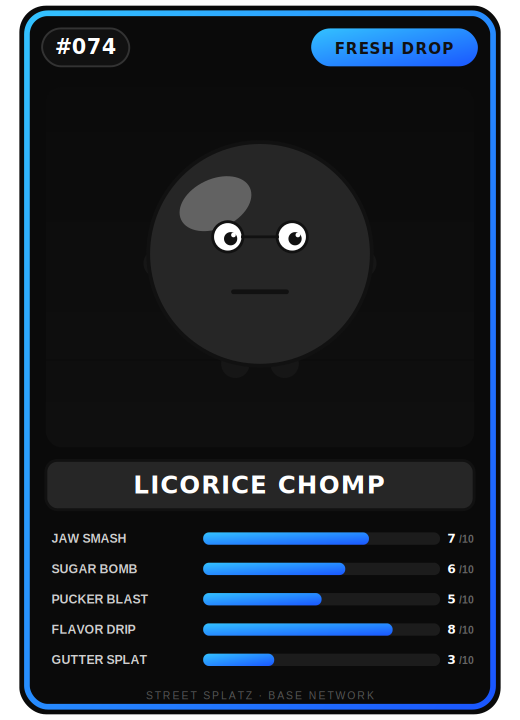 #074
FRESH DROP
LICORICE CHOMP
JAW SMASH 7 /10
SUGAR BOMB 6 /10
PUCKER BLAST 5 /10
FLAVOR DRIP 8 /10
GUTTER SPLAT 3 /10
STREET SPLATZ · BASE NETWORK